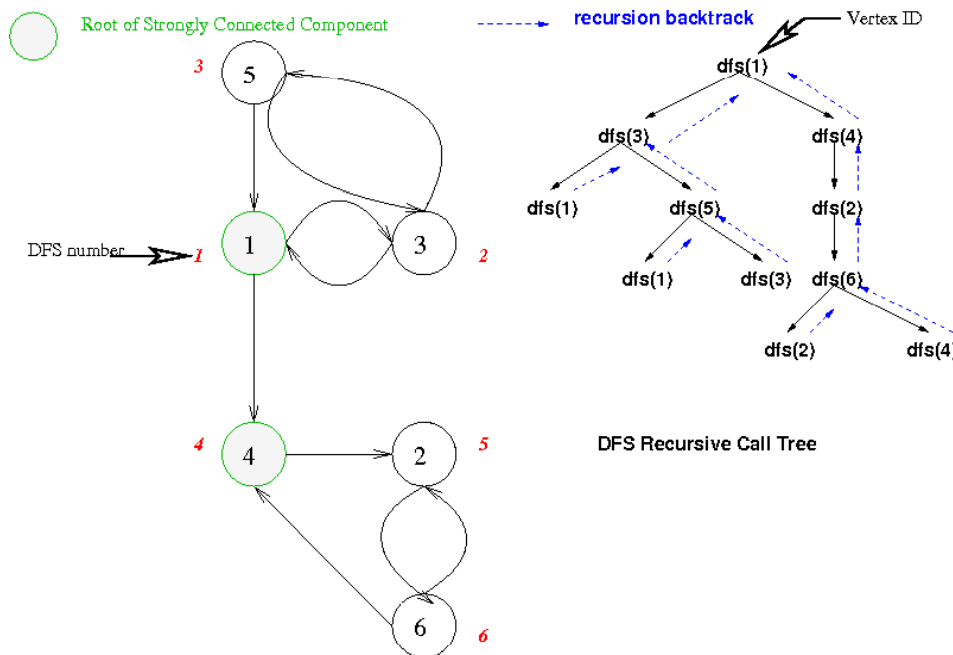 Root of Strongly Connected Component
recursion backtrack
Vertex ID
3
5
dfs(1)
dfs(3)
dfs(4)
dfs(1)
dfs(5)
dfs(2)
DFS number
1
1
3
2
dfs(1)
dfs(3)
dfs(6)
dfs(2)
dfs(4)
4
4
2
5
DFS Recursive Call Tree
6
6